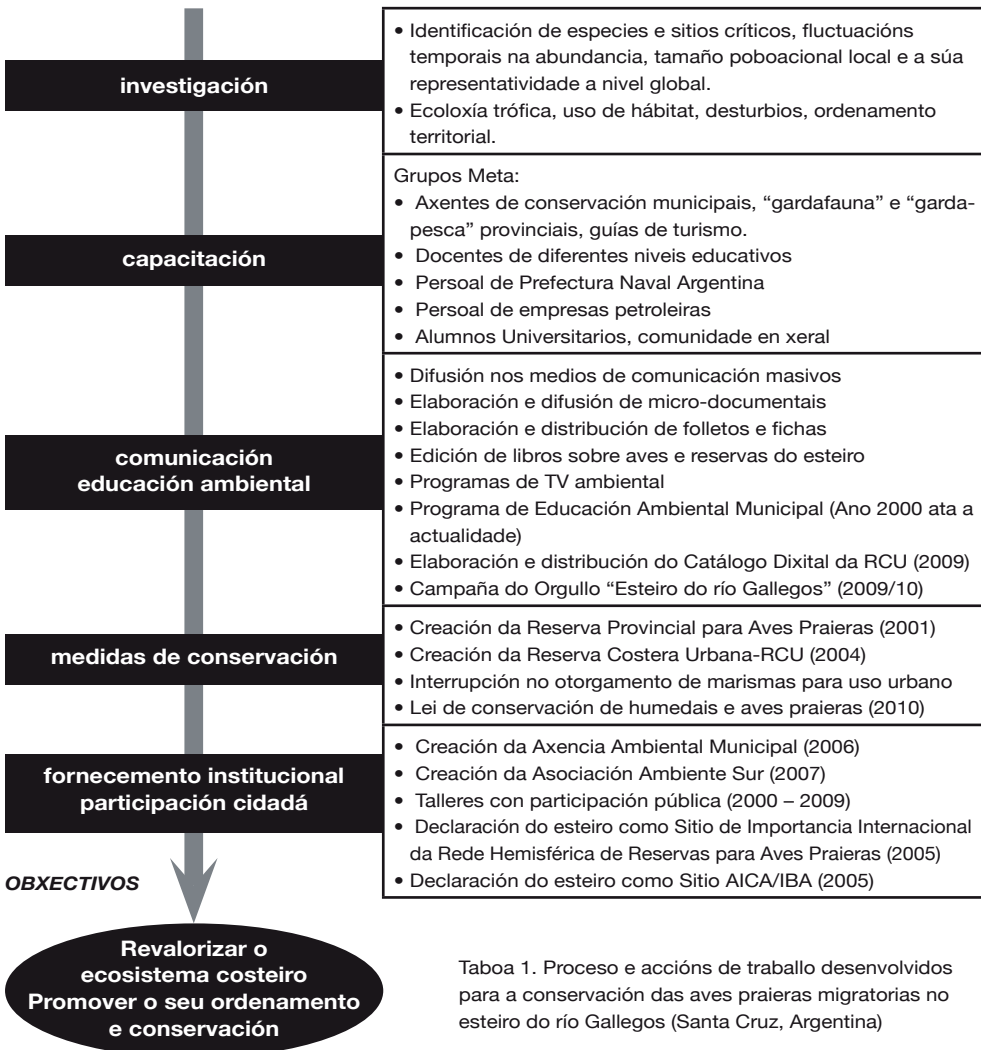 investigación
• Identificación de especies e sitios críticos, fluctuacións
temporais na abundancia, tamaño poboacional local e a súa
representatividade a nivel global.
• Ecoloxía trófica, uso de hábitat, desturbios, ordenamento
territorial.
capacitación
Grupos Meta:
• Axentes de conservación municipais, “gardafauna” e “garda-
pesca” provinciais, guías de turismo.
• Docentes de diferentes niveis educativos
• Persoal de Prefectura Naval Argentina
• Persoal de empresas petroleiras
• Alumnos Universitarios, comunidade en xeral
comunicación
educación ambiental
• Difusión nos medios de comunicación masivos
• Elaboración e difusión de micro-documentais
• Elaboración e distribución de folletos e fichas
• Edición de libros sobre aves e reservas do esteiro
• Programas de TV ambiental
• Programa de Educación Ambiental Municipal (Ano 2000 ata a
actualidade)
• Elaboración e distribución do Catálogo Dixital da RCU (2009)
• Campaña do Orgullo “Esteiro do río Gallegos” (2009/10)
medidas de conservación
• Creación da Reserva Provincial para Aves Praieras (2001)
• Creación da Reserva Costera Urbana-RCU (2004)
• Interrupción no otorgamento de marismas para uso urbano
• Lei de conservación de humedais e aves praieras (2010)
fornecemento institucional
participación cidadá
• Creación da Axencia Ambiental Municipal (2006)
• Creación da Asociación Ambiente Sur (2007)
• Talleres con participación pública (2000 – 2009)
• Declaración do esteiro como Sitio de Importancia Internacional
da Rede Hemisférica de Reservas para Aves Praieras (2005)
• Declaración do esteiro como Sitio AICA/IBA (2005)
OBXECTIVOS
Revalorizar o
ecosistema costeiro
Promover o seu ordenamento
e conservación
Taboa 1. Proceso e accións de traballo desenvolvidos
para a conservación das aves praieras migratorias no
esteiro do río Gallegos (Santa Cruz, Argentina)